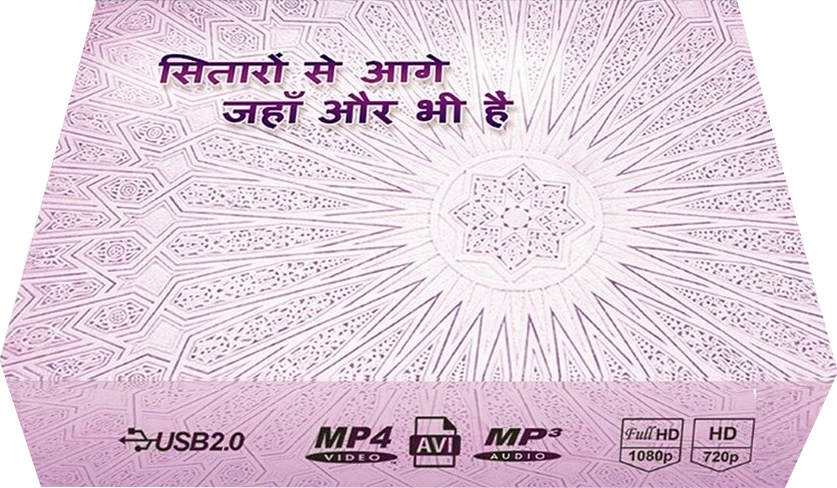 सितारों से आगे
जहाँ और भी हैं
USB2.0
MP4
VIDEO
AVI
MP3
AUDIO
Full HD
1080p
HD
720p